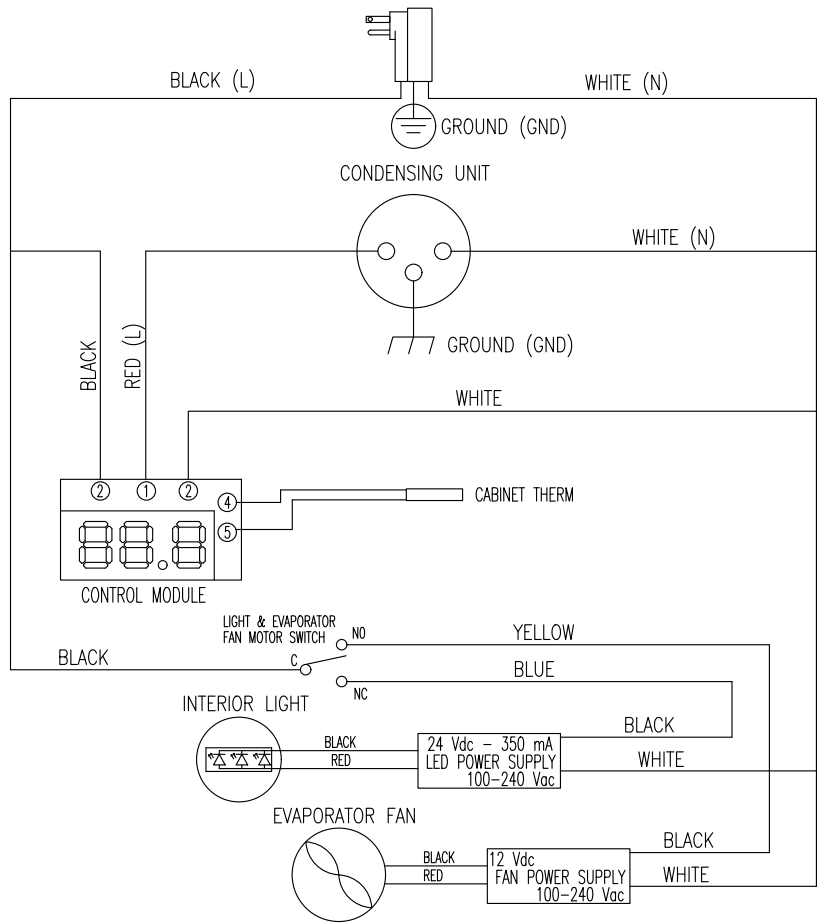 BLACK (L)
WHITE (N)
GROUND (GND)
CONDENSING UNIT
WHITE (N)
GROUND (GND)
BLACK
RED (L)
WHITE
2
1
2
4
5
CABINET THERM
88.8
CONTROL MODULE
LIGHT & EVAPORATOR
FAN MOTOR SWITCH
NO
YELLOW
BLACK
C
BLUE
NC
INTERIOR LIGHT
BLACK
BLACK
RED
24 Vdc – 350 mA
LED POWER SUPPLY
100–240 Vac
WHITE
EVAPORATOR FAN
BLACK
BLACK
RED
12 Vdc
FAN POWER SUPPLY
100–240 Vac
WHITE